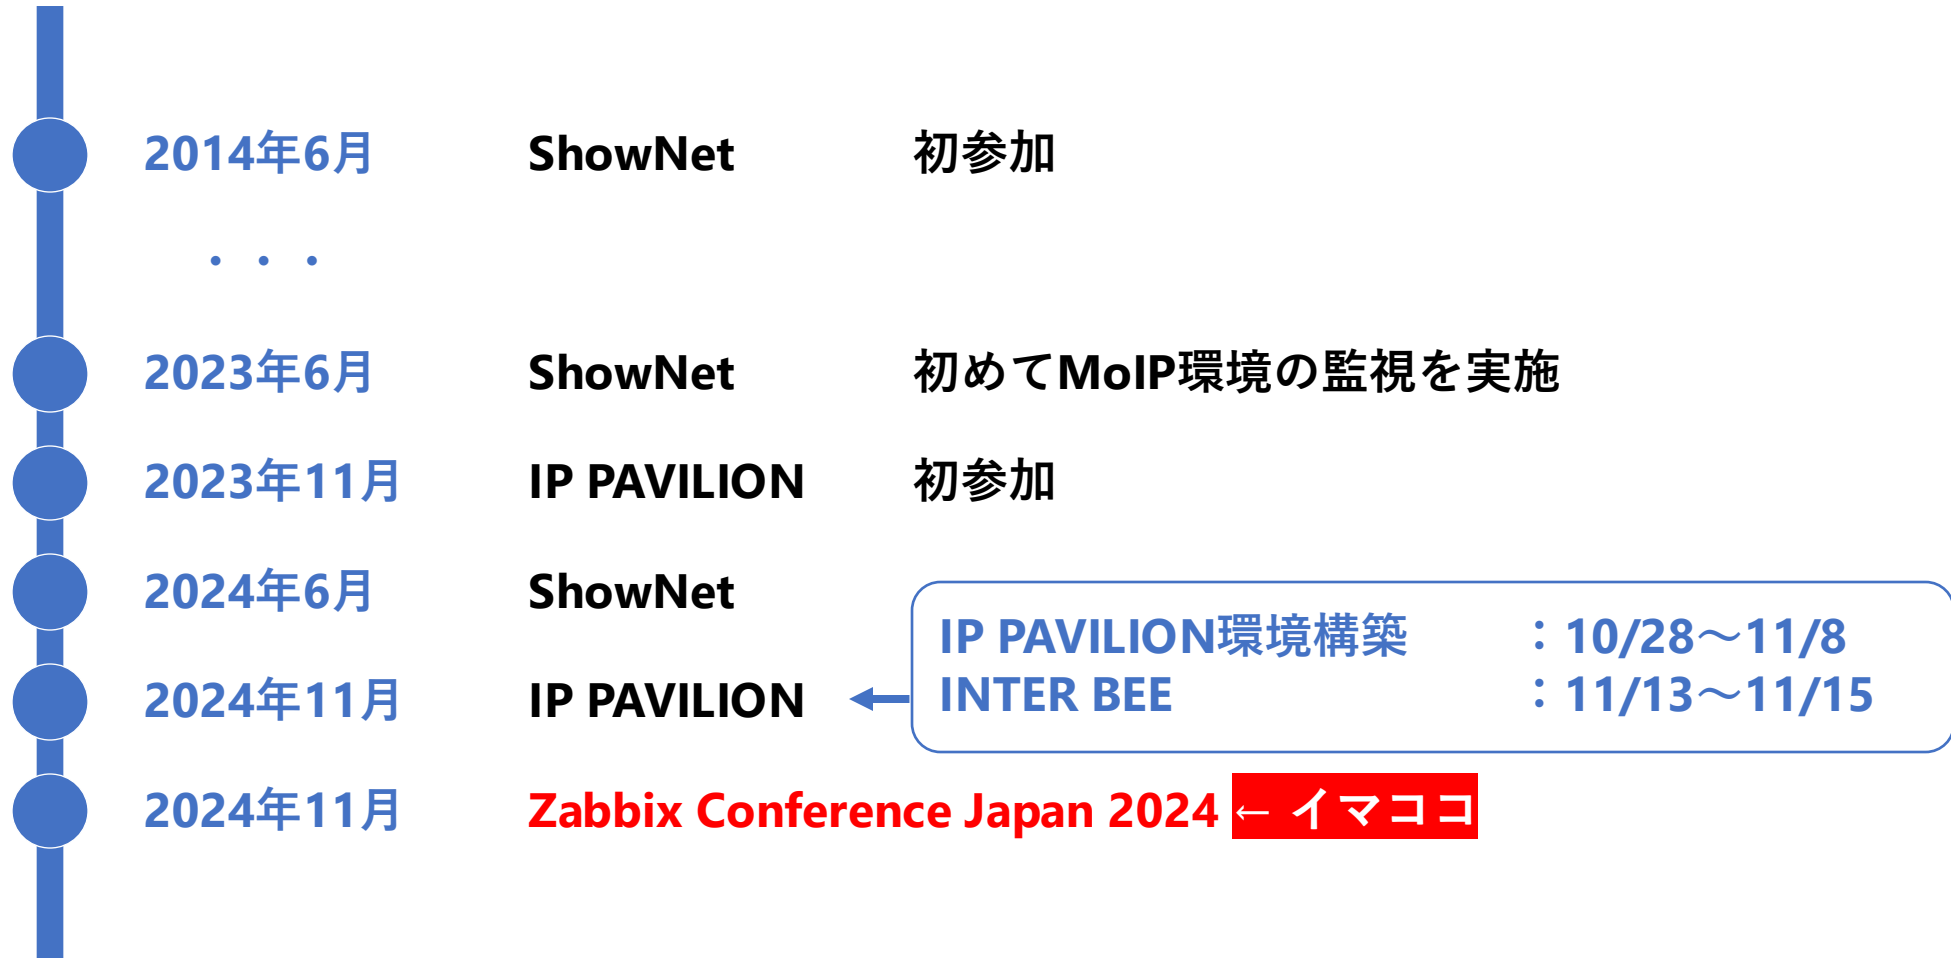 2014年6月 ShowNet 初参加
・・・
2023年6月 ShowNet 初めてMoIP環境の監視を実施
2023年11月 IP PAVILION 初参加
2024年6月 ShowNet
IP PAVILION環境構築 ：10/28～11/8
INTER BEE ：11/13～11/15
2024年11月 IP PAVILION
2024年11月 Zabbix Conference Japan 2024 ← イマココ